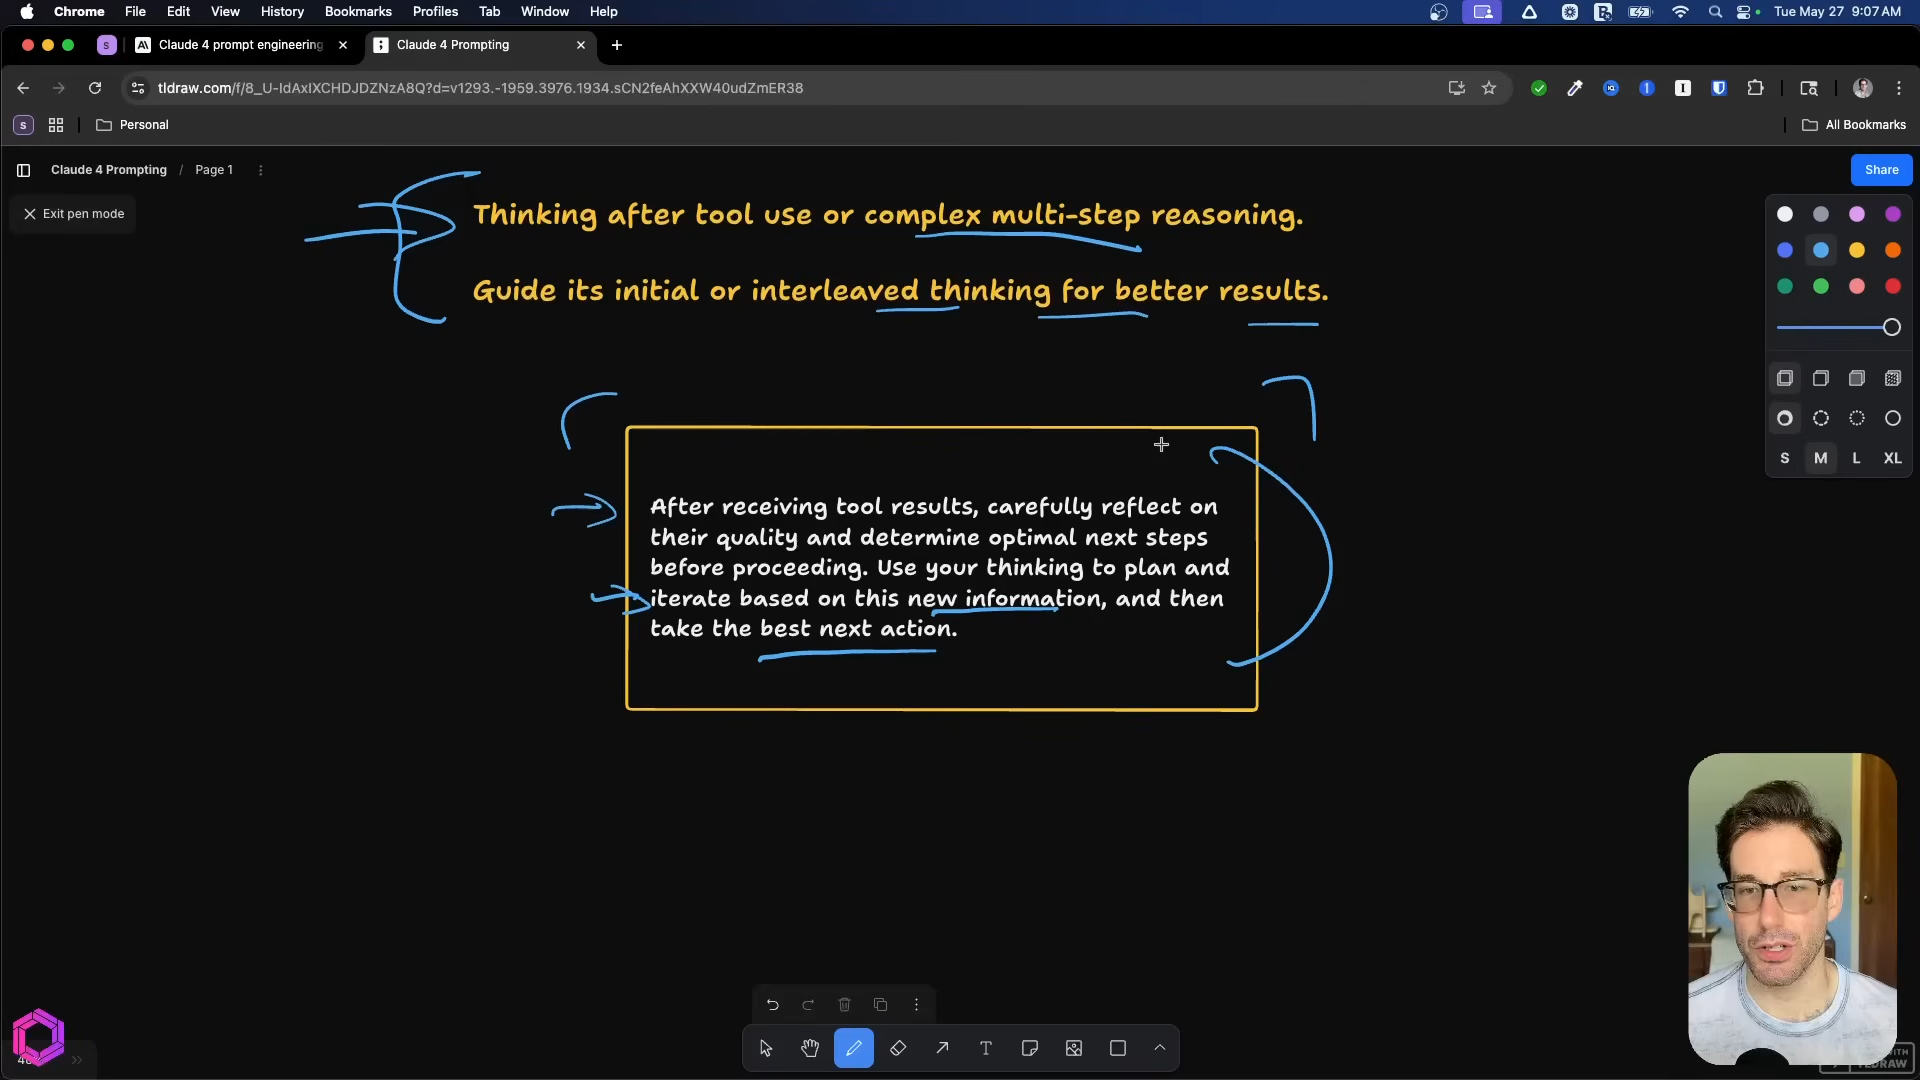 Chrome File Edit View History Bookmarks Profiles Tab Window Help Tue May 27 9:07 AM
S Claude 4 prompt engineering Claude 4 Prompting
tldraw.com/f/8_U-IdAxIXCHDJDZNzA8Q?d=v1293.-1959.3976.1934.sCN2feAhXXW40udZmER38
S Personal All Bookmarks
Claude 4 Prompting / Page 1 Share
Exit pen mode
Thinking after tool use or complex multi-step reasoning.
Guide its initial or interleaved thinking for better results.
After receiving tool results, carefully reflect on
their quality and determine optimal next steps
before proceeding. Use your thinking to plan and
iterate based on this new information, and then
take the best next action.
S M L XL